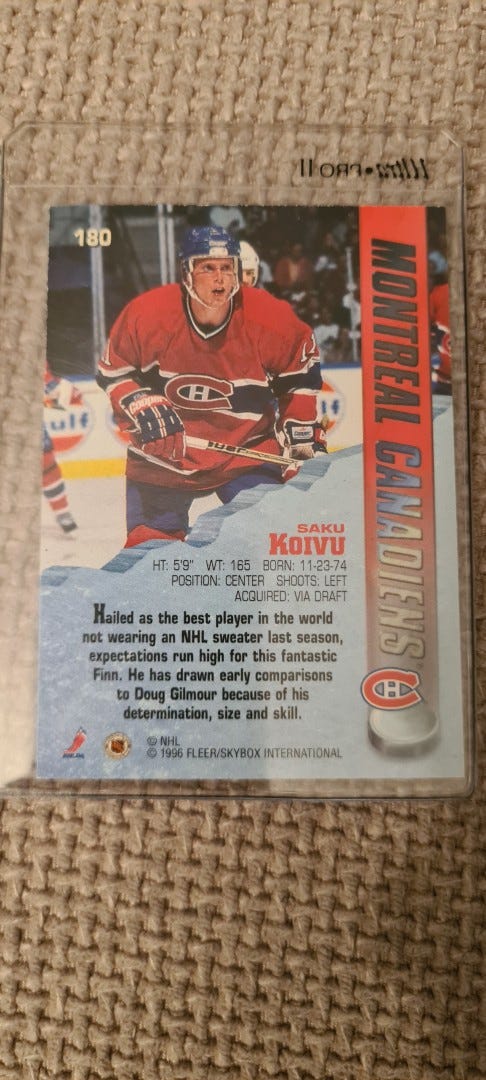 Ultra•PRO II
180
MONTREAL CANADIENS
SAKU
KOIVU
HT: 5'9" WT: 165 BORN: 11-23-74
POSITION: CENTER SHOOTS: LEFT
ACQUIRED: VIA DRAFT
Hailed as the best player in the world
not wearing an NHL sweater last season,
expectations run high for this fantastic
Finn. He has drawn early comparisons
to Doug Gilmour because of his
determination, size and skill.
© NHL
© 1996 FLEER/SKYBOX INTERNATIONAL